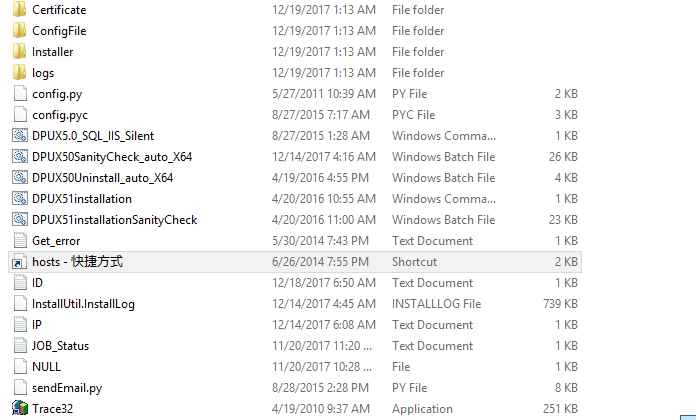 Certificate 12/19/2017 1:13 AM File folder
ConfigFile 12/19/2017 1:13 AM File folder
Installer 12/19/2017 1:13 AM File folder
logs 12/19/2017 1:13 AM File folder
config.py 5/27/2011 10:39 AM PY File 2 KB
config.pyc 8/27/2015 7:17 AM PYC File 3 KB
DPUX5.0_SQL_IIS_Silent 8/27/2015 1:28 AM Windows Comma... 1 KB
DPUX50SanityCheck_auto_X64 12/14/2017 4:16 AM Windows Batch File 26 KB
DPUX50Uninstall_auto_X64 4/19/2016 4:55 PM Windows Batch File 4 KB
DPUX51installation 4/20/2016 10:55 AM Windows Comma... 1 KB
DPUX51installationSanityCheck 4/20/2016 11:00 AM Windows Batch File 23 KB
Get_error 5/30/2014 7:43 PM Text Document 1 KB
hosts - 快捷方式 6/26/2014 7:55 PM Shortcut 2 KB
ID 12/18/2017 4:50 AM Text Document 1 KB
InstallUtil.InstallLog 12/14/2017 4:45 AM INSTALLLOG File 739 KB
IP 12/14/2017 6:08 AM Text Document 1 KB
JOB_Status 11/20/2017 11:20 ... Text Document 1 KB
NULL 11/20/2017 10:28 ... File 1 KB
sendEmail.py 8/28/2015 2:28 PM PY File 8 KB
Trace32 4/19/2010 9:37 AM Application 251 KB